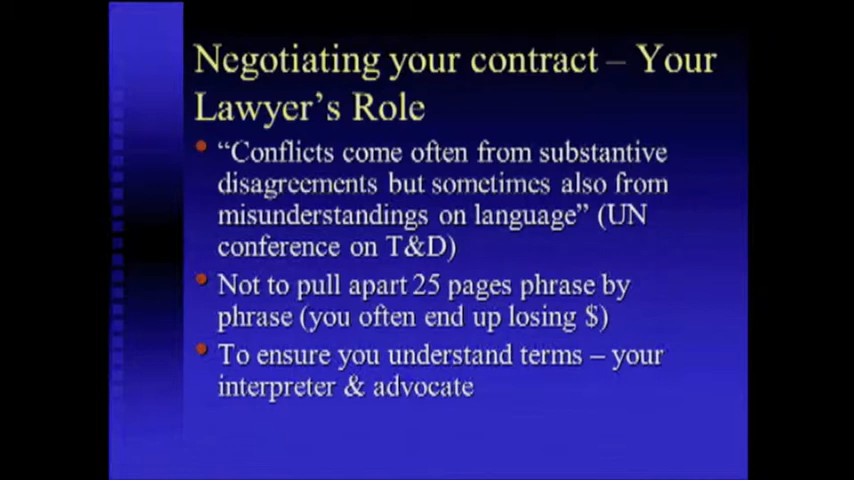 Negotiating your contract – Your
Lawyer's Role
• “Conflicts come often from substantive
disagreements but sometimes also from
misunderstandings on language” (UN
conference on T&D)
• Not to pull apart 25 pages phrase by
phrase (you often end up losing $)
• To ensure you understand terms – your
interpreter & advocate